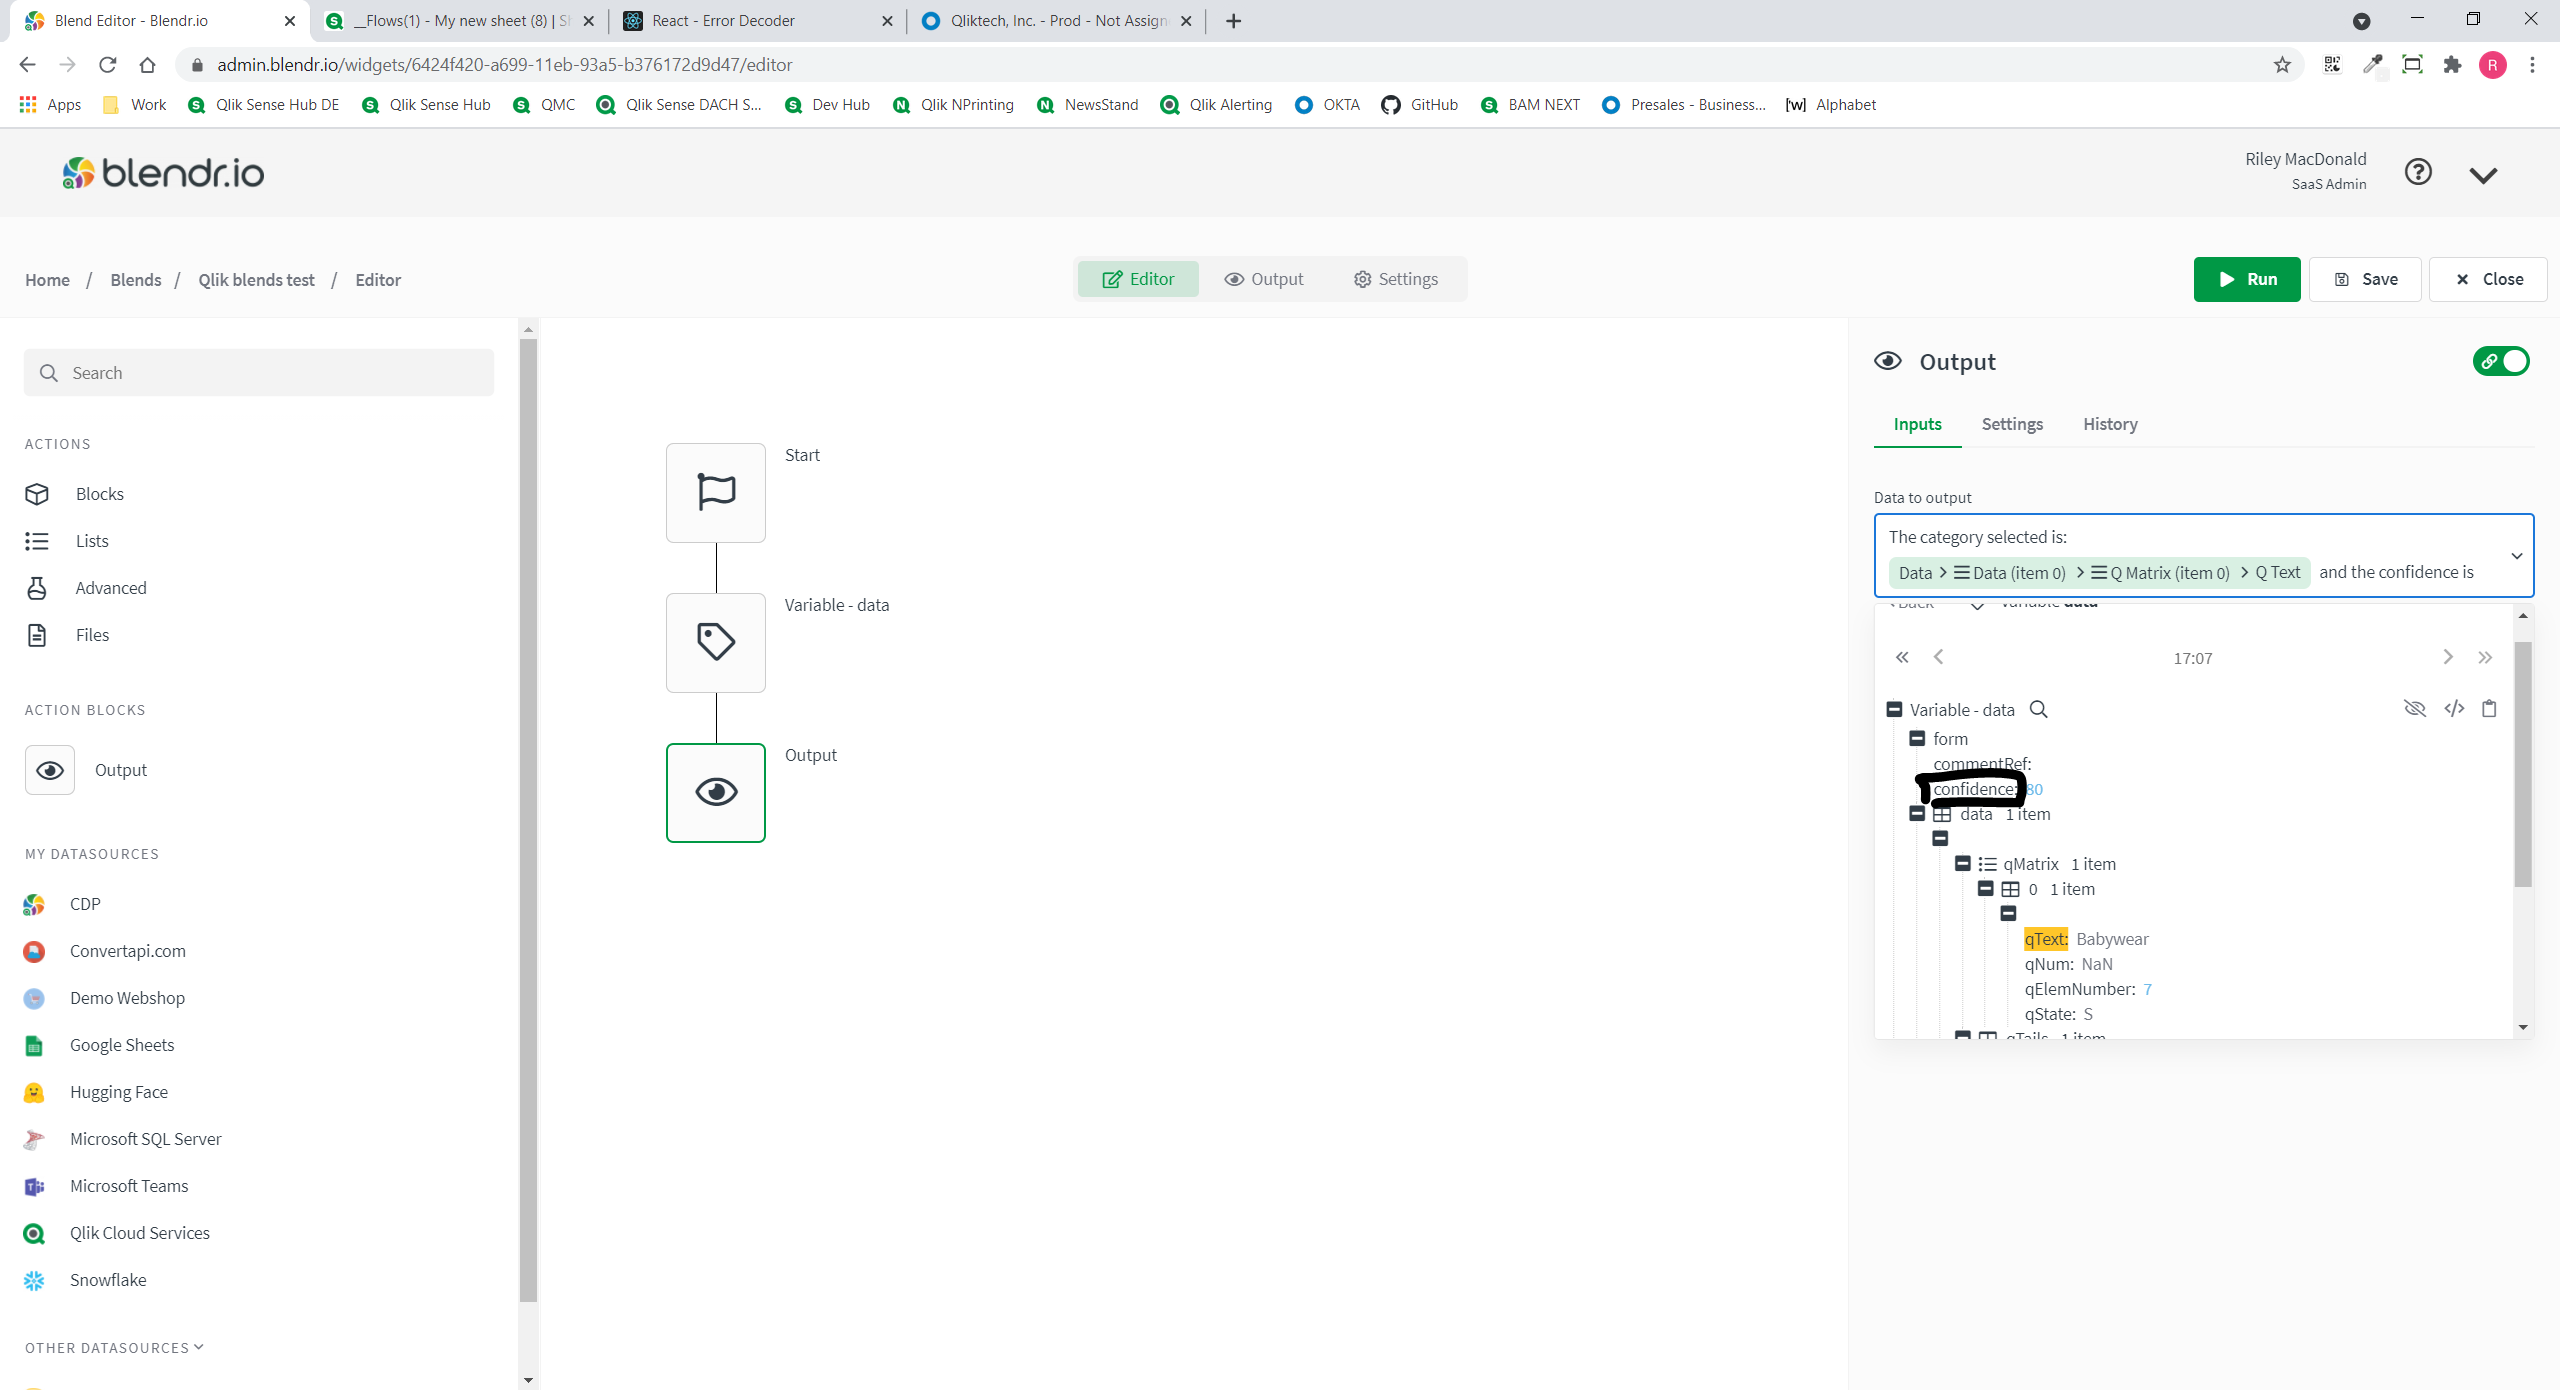 Blend Editor - Blendr.io
__Flows(1) - My new sheet (8) | S
React - Error Decoder
Qliktech, Inc. - Prod - Not Assign
admin.blendr.io/widgets/6424f420-a699-11eb-93a5-b376172d9d47/editor
R
Apps
Work
Qlik Sense Hub DE
Qlik Sense Hub
QMC
Qlik Sense DACH S...
Dev Hub
Qlik NPrinting
NewsStand
Qlik Alerting
OKTA
GitHub
BAM NEXT
Presales - Business...
[w] Alphabet
blendr.io
Riley MacDonald
SaaS Admin
Home / Blends / Qlik blends test / Editor
Editor
Output
Settings
Run
Save
Close
Search
ACTIONS
Blocks
Lists
Advanced
Files
ACTION BLOCKS
Output
MY DATASOURCES
CDP
Convertapi.com
Demo Webshop
Google Sheets
Hugging Face
Microsoft SQL Server
Microsoft Teams
Qlik Cloud Services
Snowflake
OTHER DATASOURCES
Start
Variable - data
Output
Output
Inputs
Settings
History
Data to output
The category selected is:
Data > Data (item 0) > Q Matrix (item 0) > Q Text and the confidence is
Back
Variable data
17:07
Variable - data
form
commentRef:
confidence: 80
data 1 item
qMatrix 1 item
0 1 item
qText: Babywear
qNum: NaN
qElemNumber: 7
qState: S
qTails 1 item